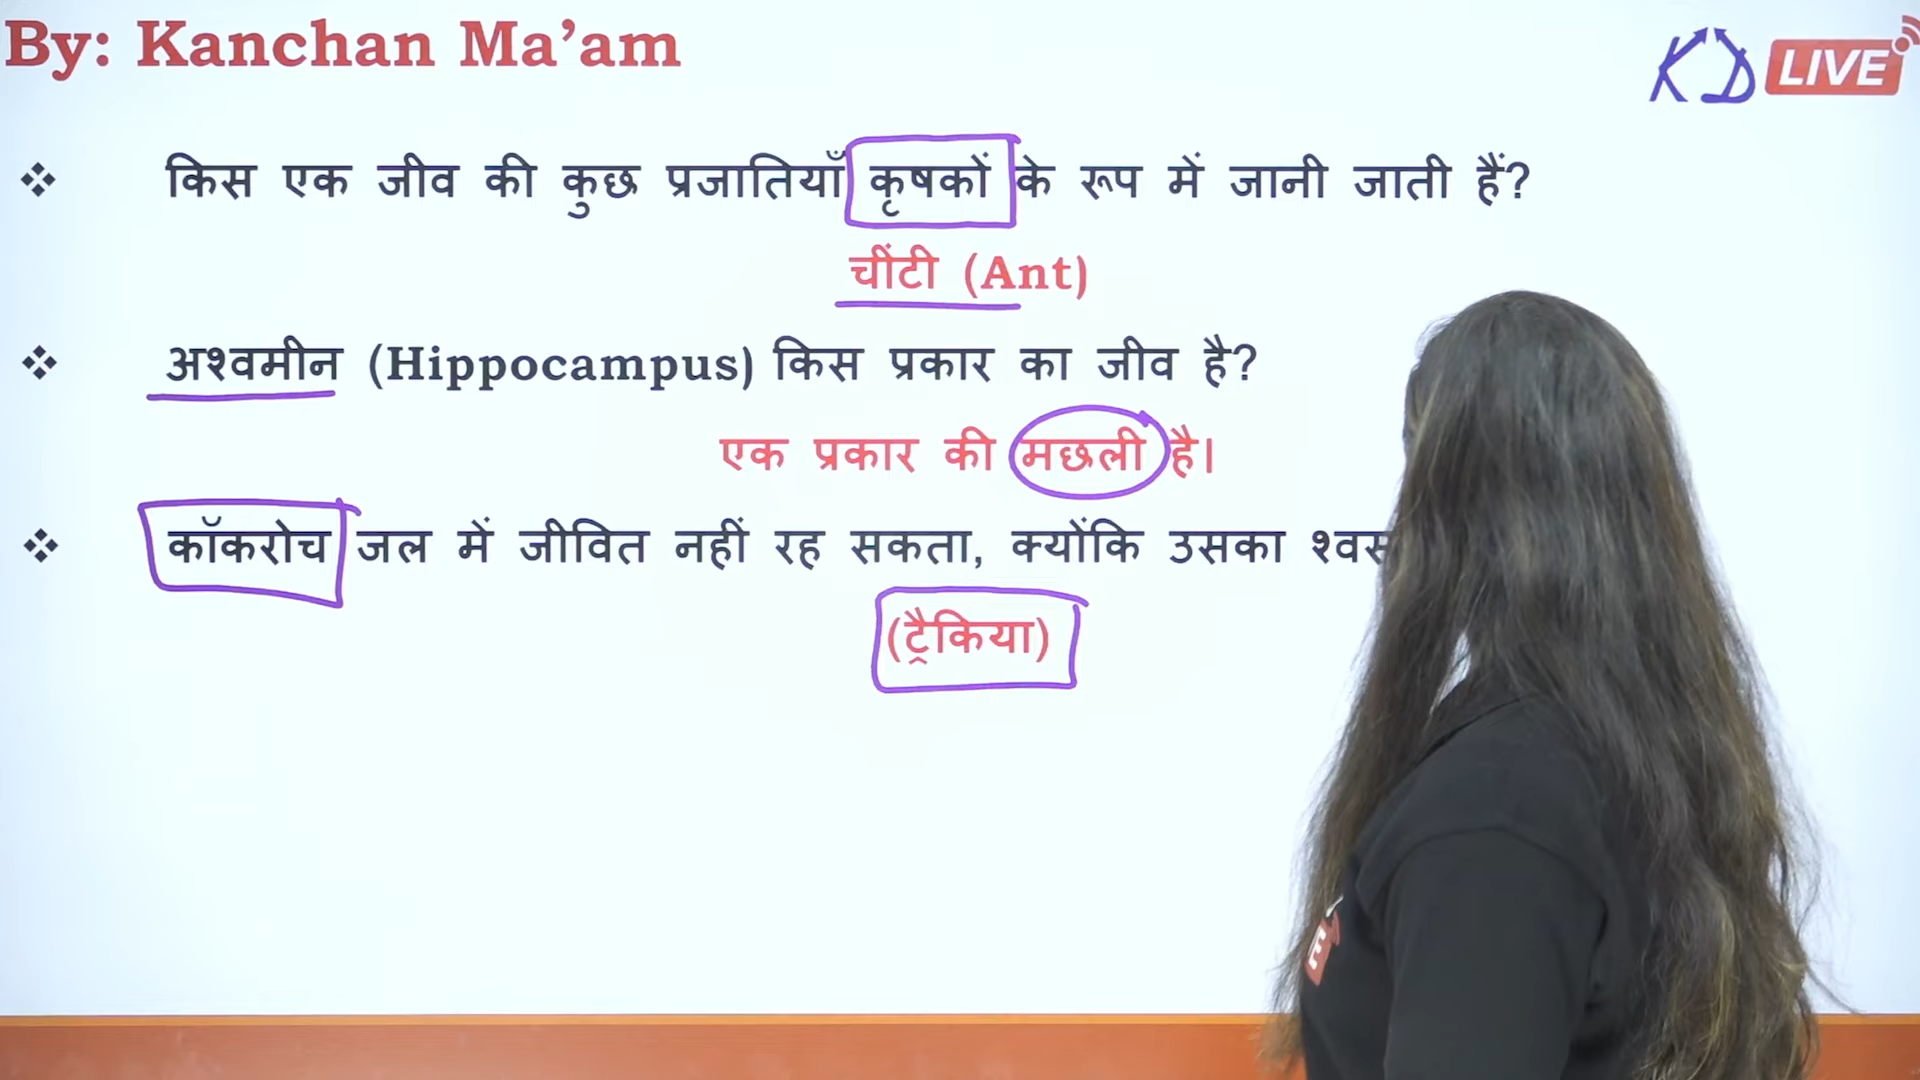 By: Kanchan Ma’am
KD LIVE
❖ किस एक जीव की कुछ प्रजातियाँ कृषकों के रूप में जानी जाती हैं?
चींटी (Ant)
❖ अश्वमीन (Hippocampus) किस प्रकार का जीव है?
एक प्रकार की मछली है।
❖ कॉकरोच जल में जीवित नहीं रह सकता, क्योंकि उसका
(ट्रैकिया)